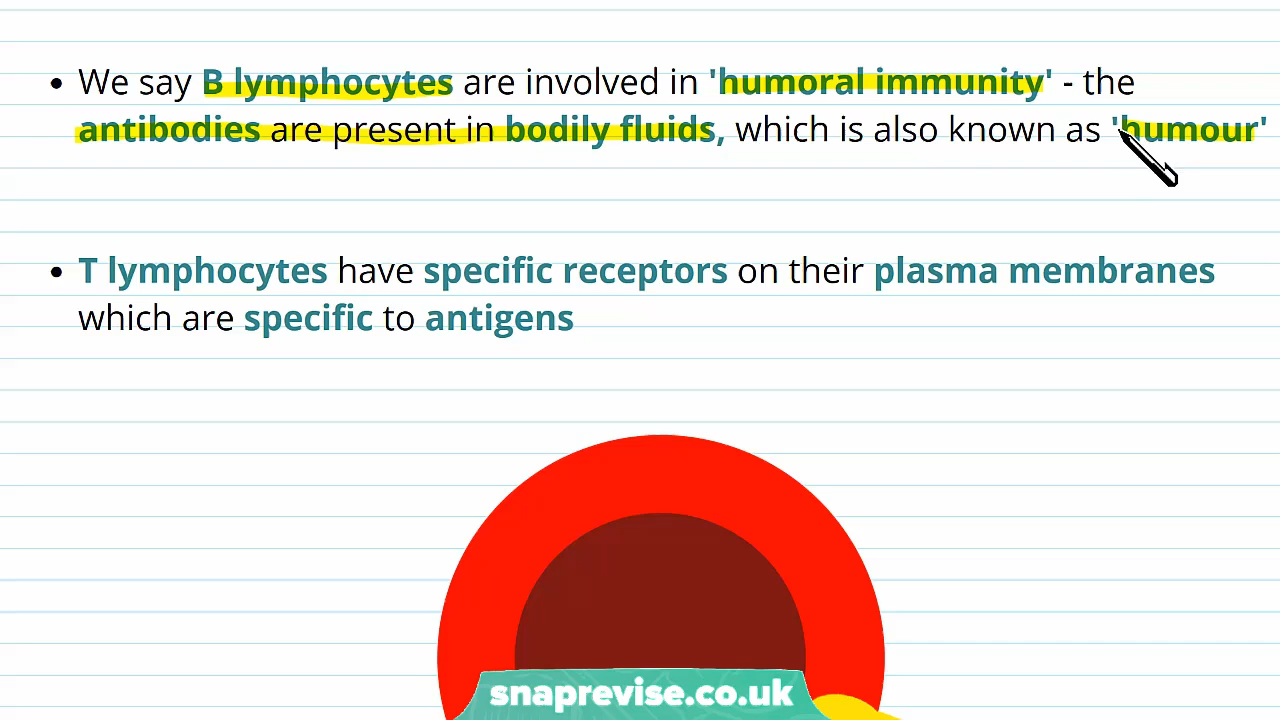 • We say B lymphocytes are involved in 'humoral immunity' - the
antibodies are present in bodily fluids, which is also known as 'humour'
• T lymphocytes have specific receptors on their plasma membranes
which are specific to antigens
snaprevise.co.uk